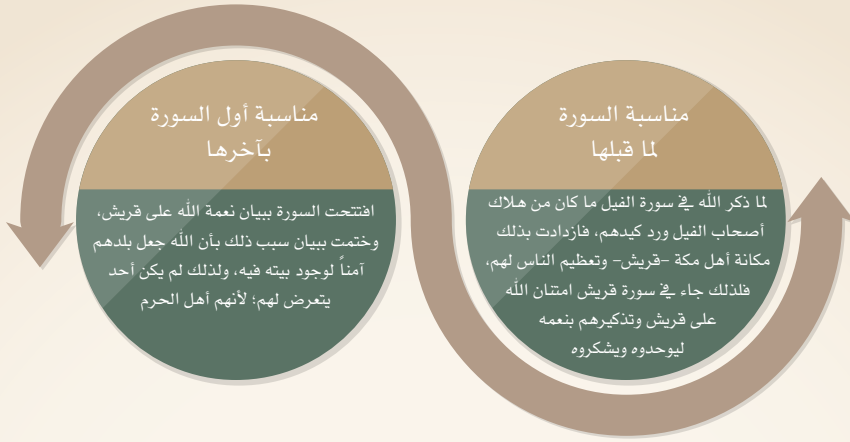 مناسبة السورة
لما قبلها
لما ذكر الله في سورة الفيل ما كان من هلاك
أصحاب الفيل ورد كيدهم، فازدادت بذلك
مكانة أهل مكة -قريش- وتعظيم الناس لهم،
فلذلك جاء في سورة قريش امتنان الله
على قريش وتذكيرهم بنعمه
ليوحدوه ويشكروه
مناسبة أول السورة
بآخرها
افتتحت السورة ببيان نعمة الله على قريش،
وختمت ببيان سبب ذلك بأن الله جعل بلدهم
آمناً لوجود بيته فيه، ولذلك لم يكن أحد
يتعرض لهم؛ لأنهم أهل الحرم